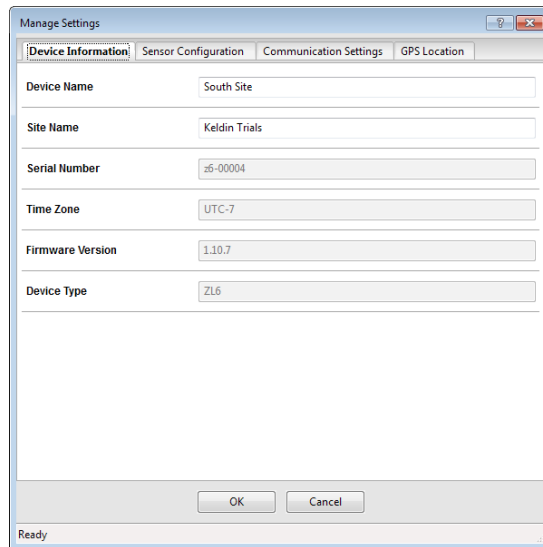 Manage Settings
Device Information Sensor Configuration Communication Settings GPS Location
Device Name South Site
Site Name Keldin Trials
Serial Number z6-00004
Time Zone UTC-7
Firmware Version 1.10.7
Device Type ZL6
OK Cancel
Ready